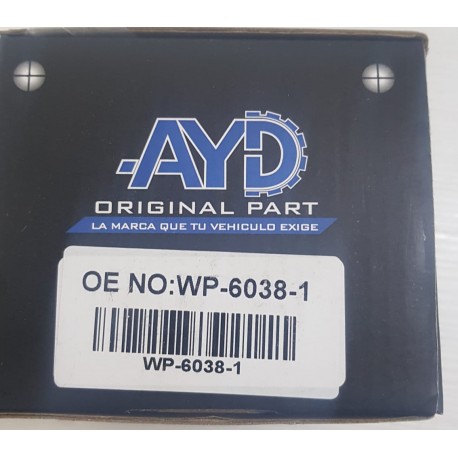 AYD
ORIGINAL PART
LA MARCA QUE TU VEHICULO EXIGE
OE NO:WP-6038-1
WP-6038-1